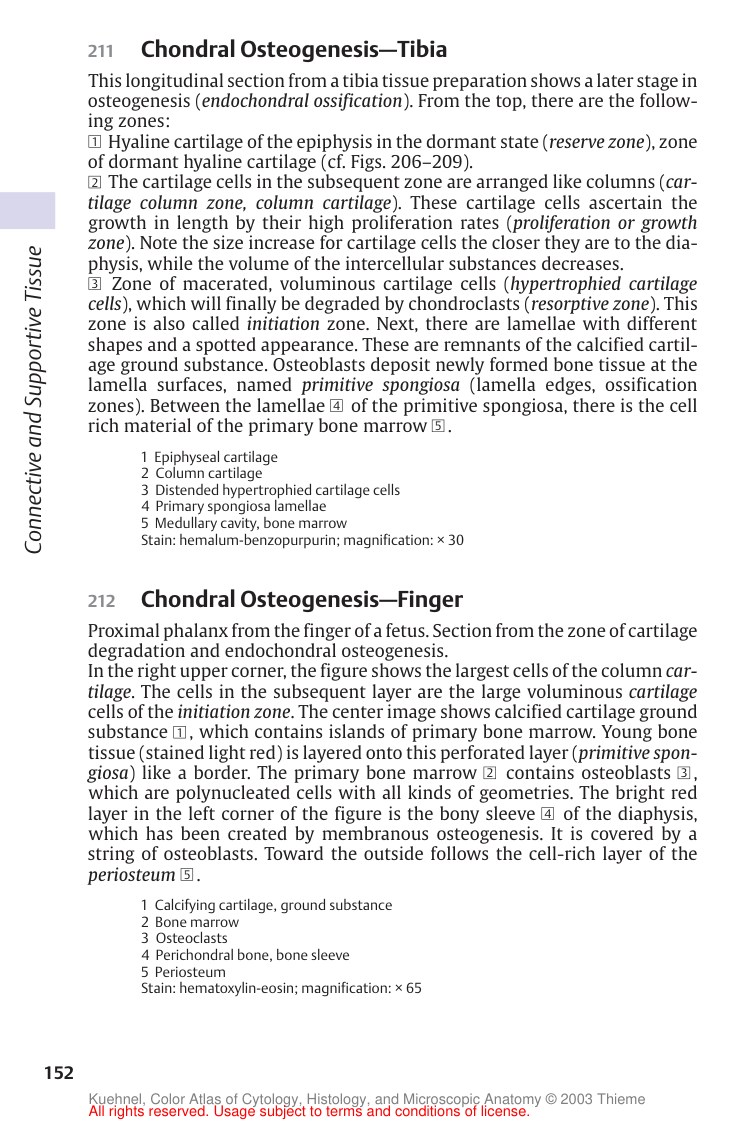 211 Chondral Osteogenesis—Tibia
This longitudinal section from a tibia tissue preparation shows a later stage in
osteogenesis (endochondral ossification). From the top, there are the follow-
ing zones:
1 Hyaline cartilage of the epiphysis in the dormant state (reserve zone), zone
of dormant hyaline cartilage (cf. Figs. 206–209).
2 The cartilage cells in the subsequent zone are arranged like columns (car-
tilage column zone, column cartilage). These cartilage cells ascertain the
growth in length by their high proliferation rates (proliferation or growth
zone). Note the size increase for cartilage cells the closer they are to the dia-
physis, while the volume of the intercellular substances decreases.
3 Zone of macerated, voluminous cartilage cells (hypertrophied cartilage
cells), which will finally be degraded by chondroclasts (resorptive zone). This
zone is also called initiation zone. Next, there are lamellae with different
shapes and a spotted appearance. These are remnants of the calcified cartil-
age ground substance. Osteoblasts deposit newly formed bone tissue at the
lamella surfaces, named primitive spongiosa (lamella edges, ossification
zones). Between the lamellae 4 of the primitive spongiosa, there is the cell
rich material of the primary bone marrow 5.
1 Epiphyseal cartilage
2 Column cartilage
3 Distended hypertrophied cartilage cells
4 Primary spongiosa lamellae
5 Medullary cavity, bone marrow
Stain: hemalum-benzopurpurin; magnification: × 30
212 Chondral Osteogenesis—Finger
Proximal phalanx from the finger of a fetus. Section from the zone of cartilage
degradation and endochondral osteogenesis.
In the right upper corner, the figure shows the largest cells of the column car-
tilage. The cells in the subsequent layer are the large voluminous cartilage
cells of the initiation zone. The center image shows calcified cartilage ground
substance 1, which contains islands of primary bone marrow. Young bone
tissue (stained light red) is layered onto this perforated layer (primitive spon-
giosa) like a border. The primary bone marrow 2 contains osteoblasts 3,
which are polynucleated cells with all kinds of geometries. The bright red
layer in the left corner of the figure is the bony sleeve 4 of the diaphysis,
which has been created by membranous osteogenesis. It is covered by a
string of osteoblasts. Toward the outside follows the cell-rich layer of the
periosteum 5.
1 Calcifying cartilage, ground substance
2 Bone marrow
3 Osteoclasts
4 Perichondral bone, bone sleeve
5 Periosteum
Stain: hematoxylin-eosin; magnification: × 65
Connective and Supportive Tissue
152
Kuehnel, Color Atlas of Cytology, Histology, and Microscopic Anatomy © 2003 Thieme
All rights reserved. Usage subject to terms and conditions of license.